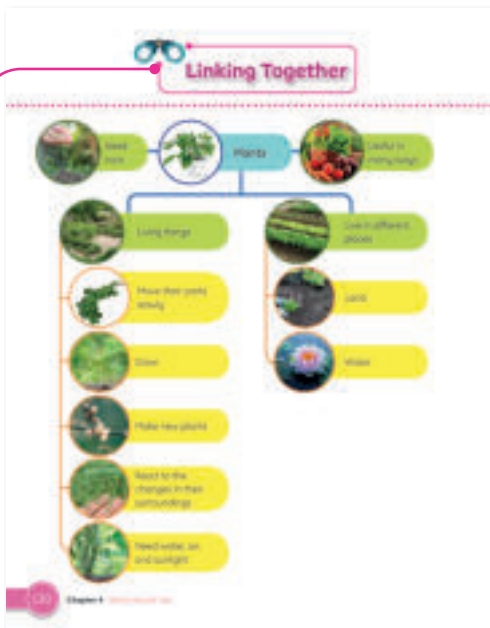 Linking Together
Need care
Plants
Useful in
many ways
Living things
Live in different
places
Move their parts
slowly
Land
Grow
Water
Make new plants
React to the
changes in their
surroundings
Need water, air,
and sunlight
Chapter